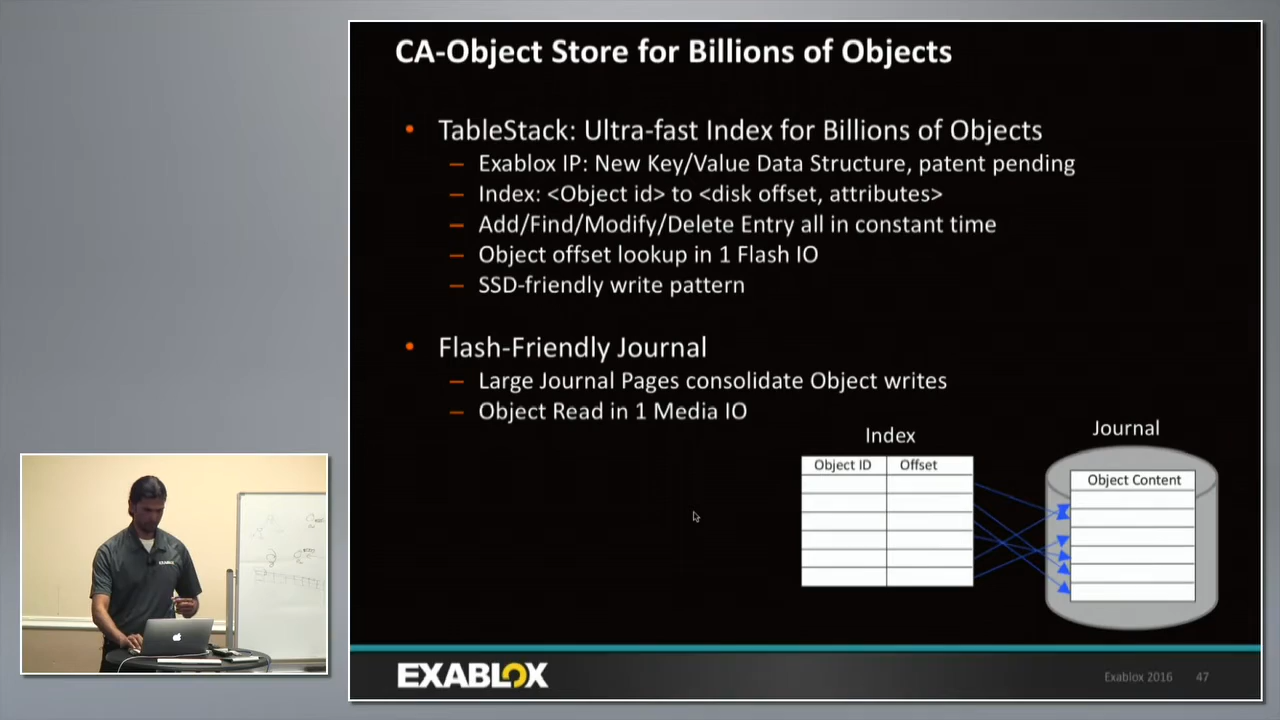 CA-Object Store for Billions of Objects
• TableStack: Ultra-fast Index for Billions of Objects
– Exablox IP: New Key/Value Data Structure, patent pending
– Index: <Object id> to <disk offset, attributes>
– Add/Find/Modify/Delete Entry all in constant time
– Object offset lookup in 1 Flash IO
– SSD-friendly write pattern
• Flash-Friendly Journal
– Large Journal Pages consolidate Object writes
– Object Read in 1 Media IO
Index
Journal
Object ID Offset
Object Content
EXABLOX
EXABLOX
Exablox 2016 47